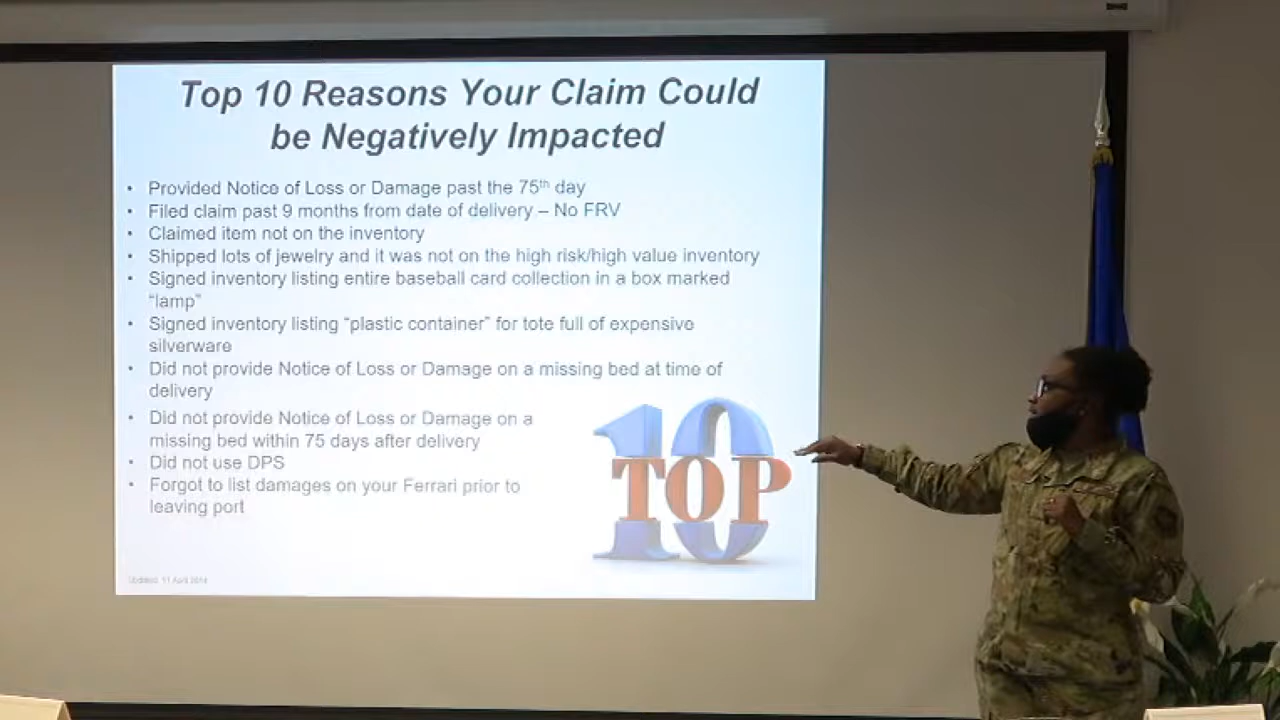 Top 10 Reasons Your Claim Could
be Negatively Impacted
• Provided Notice of Loss or Damage past the 75th day
• Filed claim past 9 months from date of delivery – No FRV
• Claimed item not on the inventory
• Shipped lots of jewelry and it was not on the high risk/high value inventory
• Signed inventory listing entire baseball card collection in a box marked
“lamp”
• Signed inventory listing “plastic container” for tote full of expensive
silverware
• Did not provide Notice of Loss or Damage on a missing bed at time of
delivery
• Did not provide Notice of Loss or Damage on a
missing bed within 75 days after delivery
• Did not use DPS
• Forgot to list damages on your Ferrari prior to
leaving port
10
TOP
Updated: 11 April 2014